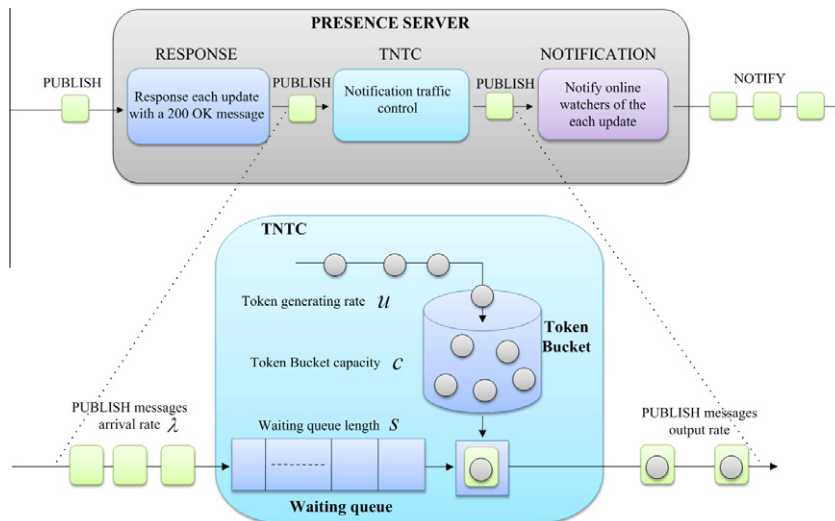 PRESENCE SERVER
RESPONSE
TNTC
NOTIFICATION
PUBLISH
PUBLISH
PUBLISH
NOTIFY
Response each update
with a 200 OK message
Notification traffic
control
Notify online
watchers of the
each update
TNTC
Token generating rate u
Token
Bucket
Token Bucket capacity c
PUBLISH messages
arrival rate λ
Waiting queue length s
PUBLISH messages
output rate
Waiting queue